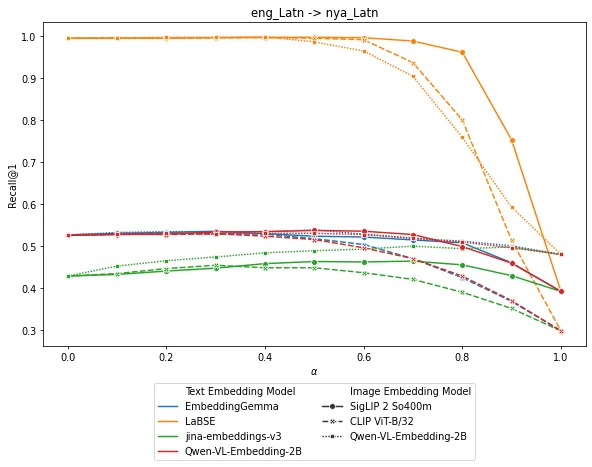 eng_Latn -> nya_Latn
Recall@1
1.0
0.9
0.8
0.7
0.6
0.5
0.4
0.3
0.0 0.2 0.4 0.6 0.8 1.0
α
Text Embedding Model Image Embedding Model
EmbeddingGemma SigLIP 2 So400m
LaBSE CLIP ViT-B/32
jina-embeddings-v3 Qwen-VL-Embedding-2B
Qwen-VL-Embedding-2B